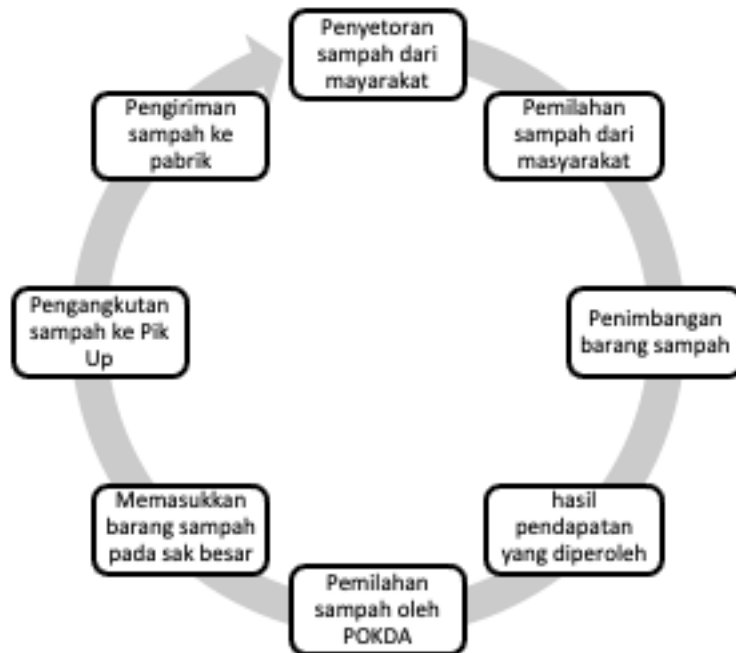 Penyetoran
sampah dari
mayarakat
Pemilahan
sampah dari
masyarakat
Penimbangan
barang sampah
hasil
pendapatan
yang diperoleh
Pemilahan
sampah oleh
POKDA
Memasukkan
barang sampah
pada sak besar
Pengangkutan
sampah ke Pik
Up
Pengiriman
sampah ke
pabrik